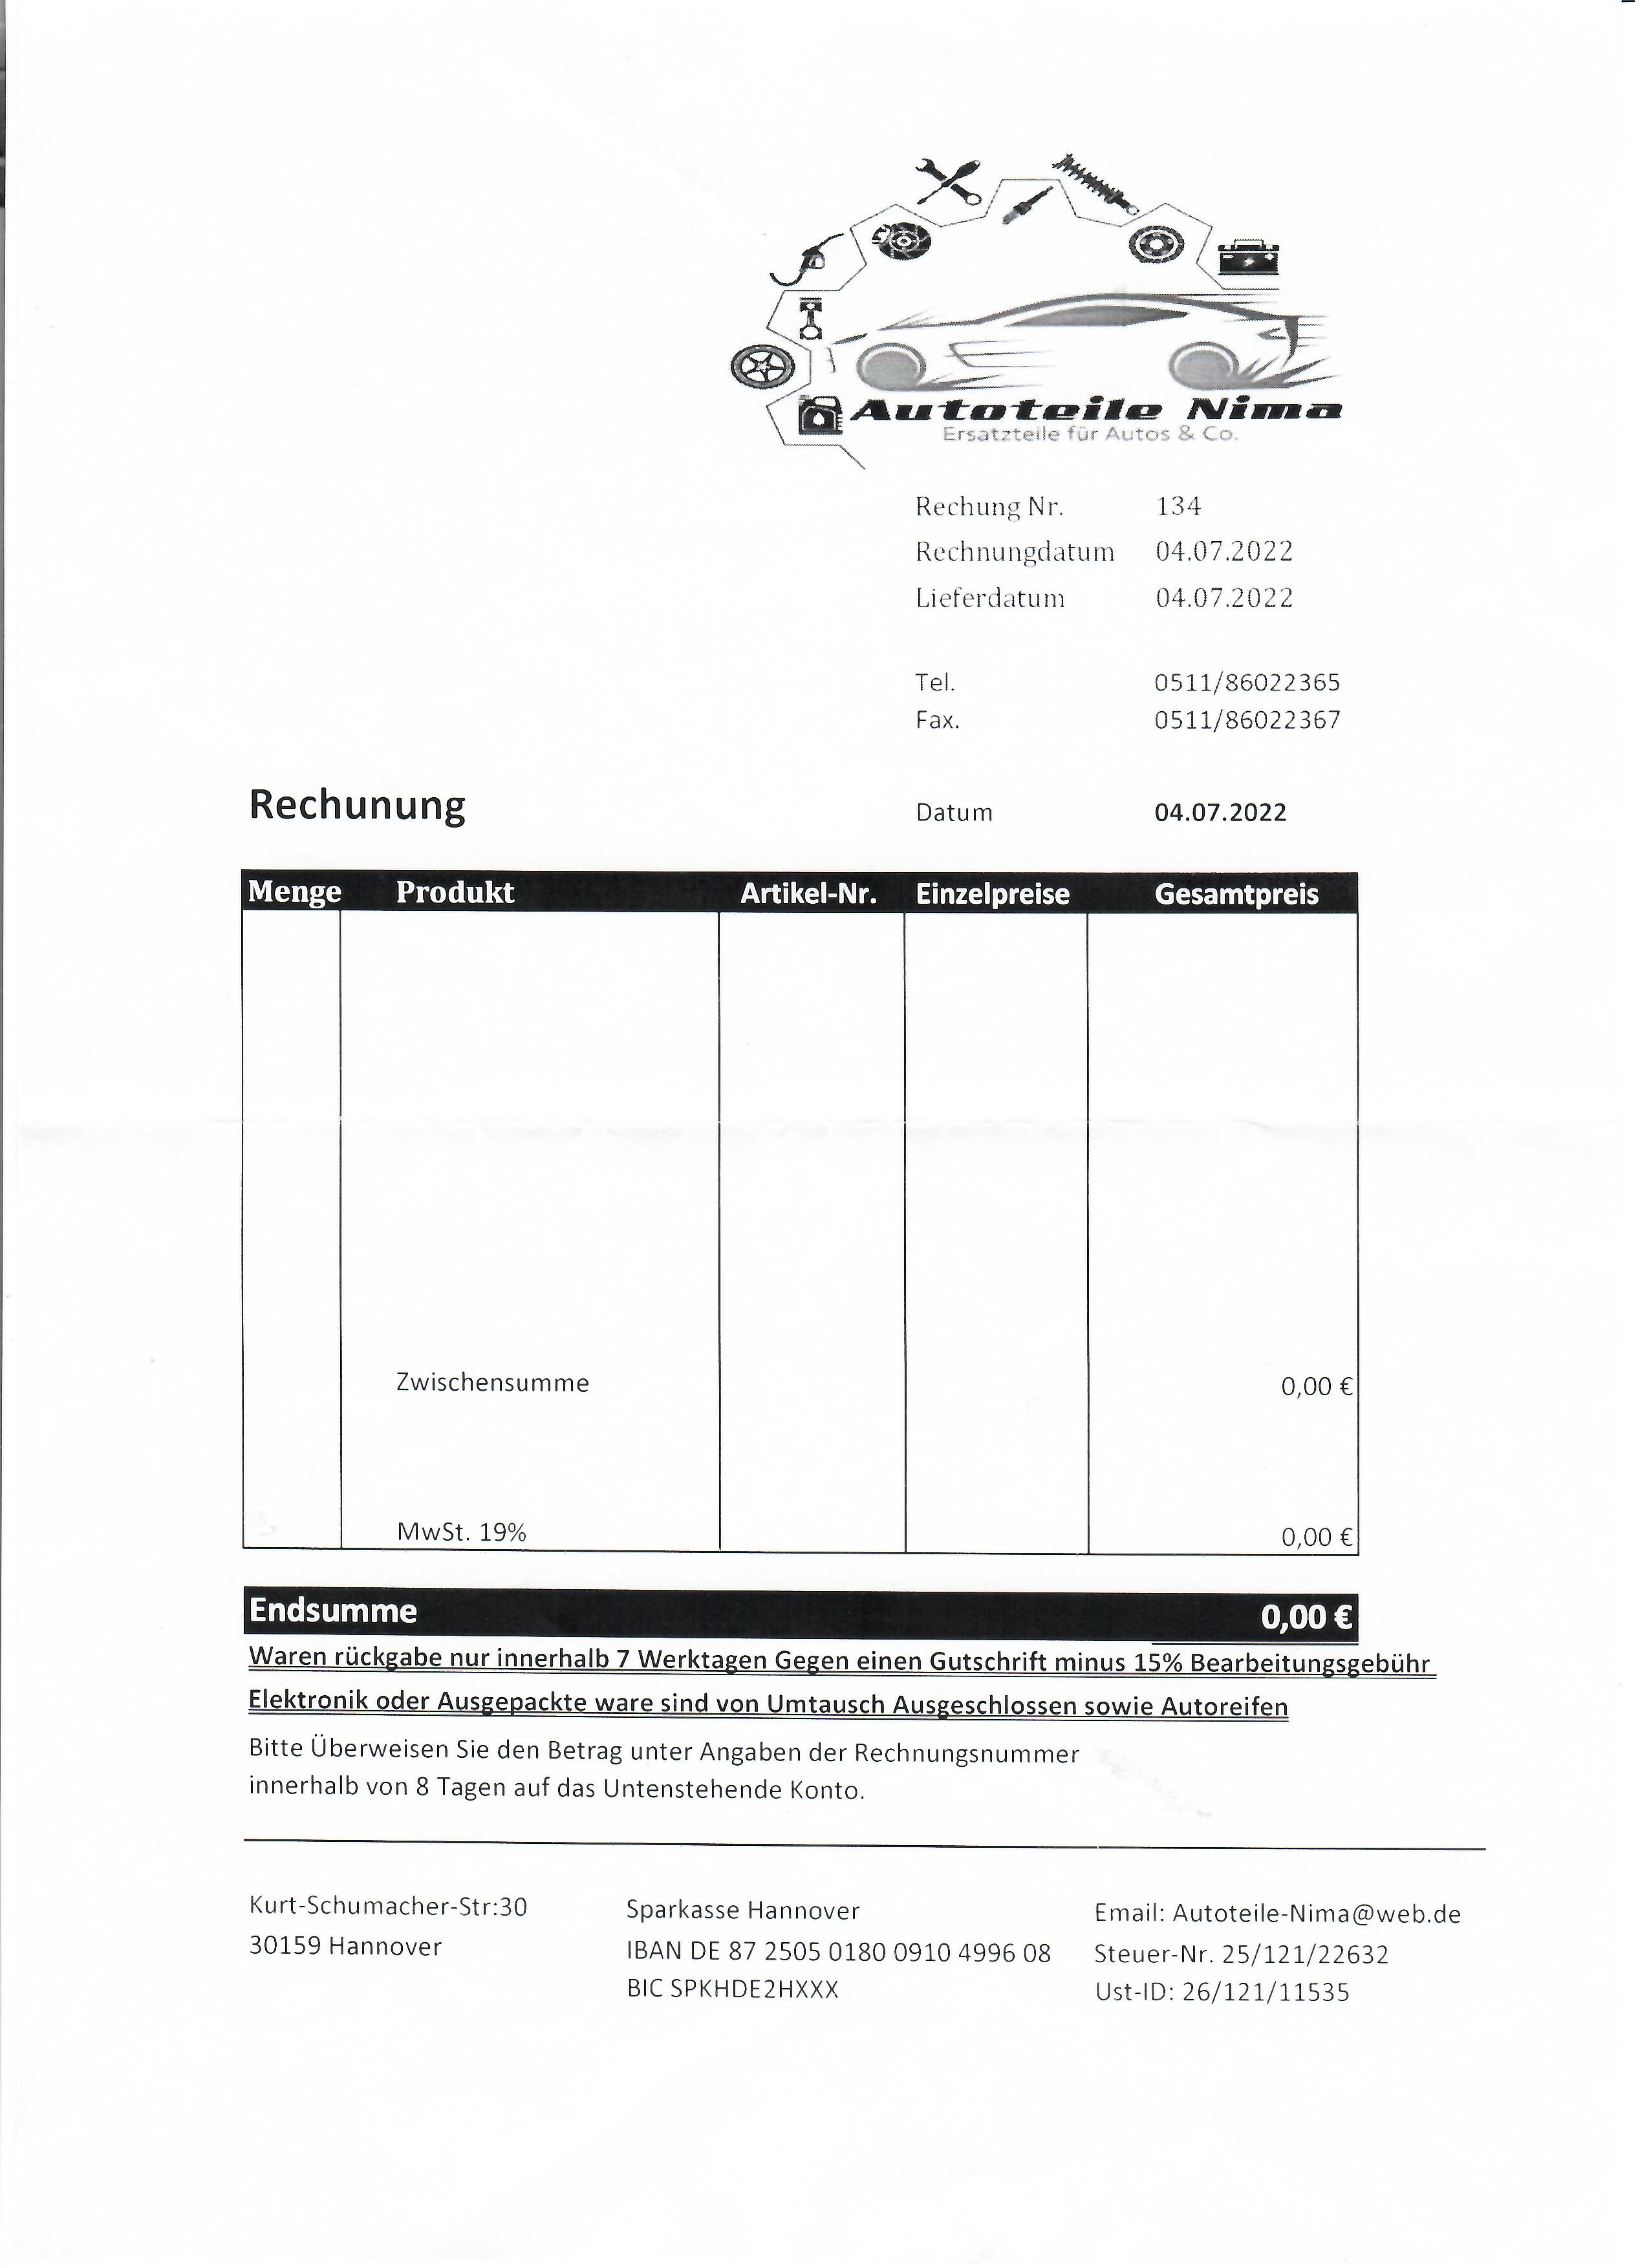 Autoteile Nima
Ersatzteile für Autos & Co.
Rechung Nr. 134
Rechnungdatum 04.07.2022
Lieferdatum 04.07.2022
Tel. 0511/86022365
Fax. 0511/86022367
Rechunung Datum 04.07.2022
Menge Produkt Artikel-Nr. Einzelpreise Gesamtpreis
Zwischensumme 0,00 €
MwSt. 19% 0,00 €
Endsumme 0,00 €
Waren rückgabe nur innerhalb 7 Werktagen Gegen einen Gutschrift minus 15% Bearbeitungsgebühr
Elektronik oder Ausgepackte ware sind von Umtausch Ausgeschlossen sowie Autoreifen
Bitte Überweisen Sie den Betrag unter Angaben der Rechnungsnummer
innerhalb von 8 Tagen auf das Untenstehende Konto.
Kurt-Schumacher-Str:30 Sparkasse Hannover Email: Autoteile-Nima@web.de
30159 Hannover IBAN DE 87 2505 0180 0910 4996 08 Steuer-Nr. 25/121/22632
BIC SPKHDE2HXXX Ust-ID: 26/121/11535